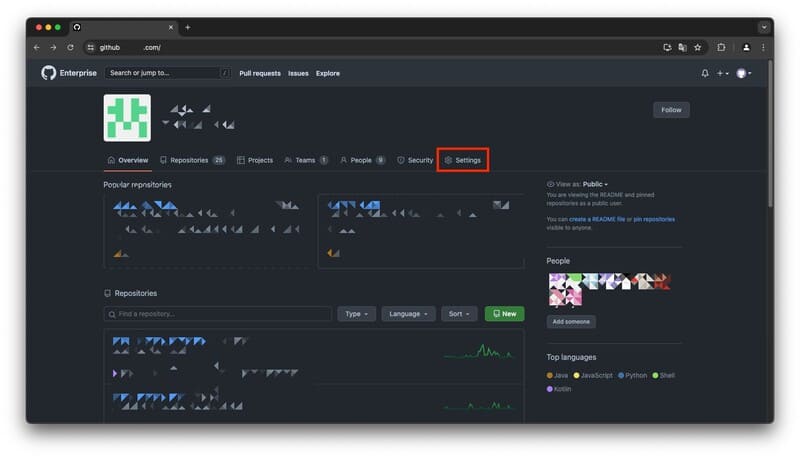 github .com/
Enterprise Search or jump to... / Pull requests Issues Explore
Follow
Overview Repositories 25 Projects Teams 1 People 9 Security Settings
Popular repositories
View as: Public
You are viewing the README and pinned
repositories as a public user.
You can create a README file or pin repositories
visible to anyone.
People
Add someone
Repositories
Find a repository... Type Language Sort New
Top languages
Java JavaScript Python Shell
Kotlin